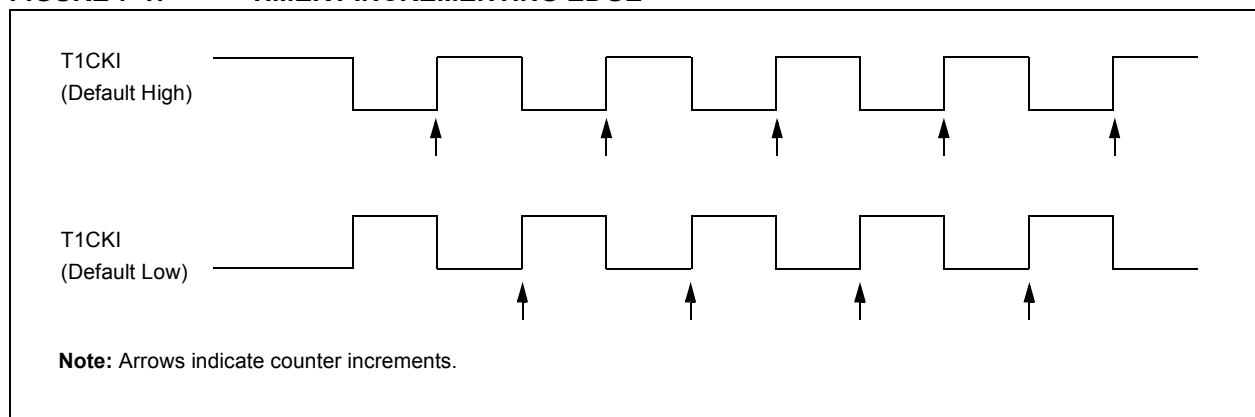 T1CKI
(Default High)
T1CKI
(Default Low)
Note: Arrows indicate counter increments.